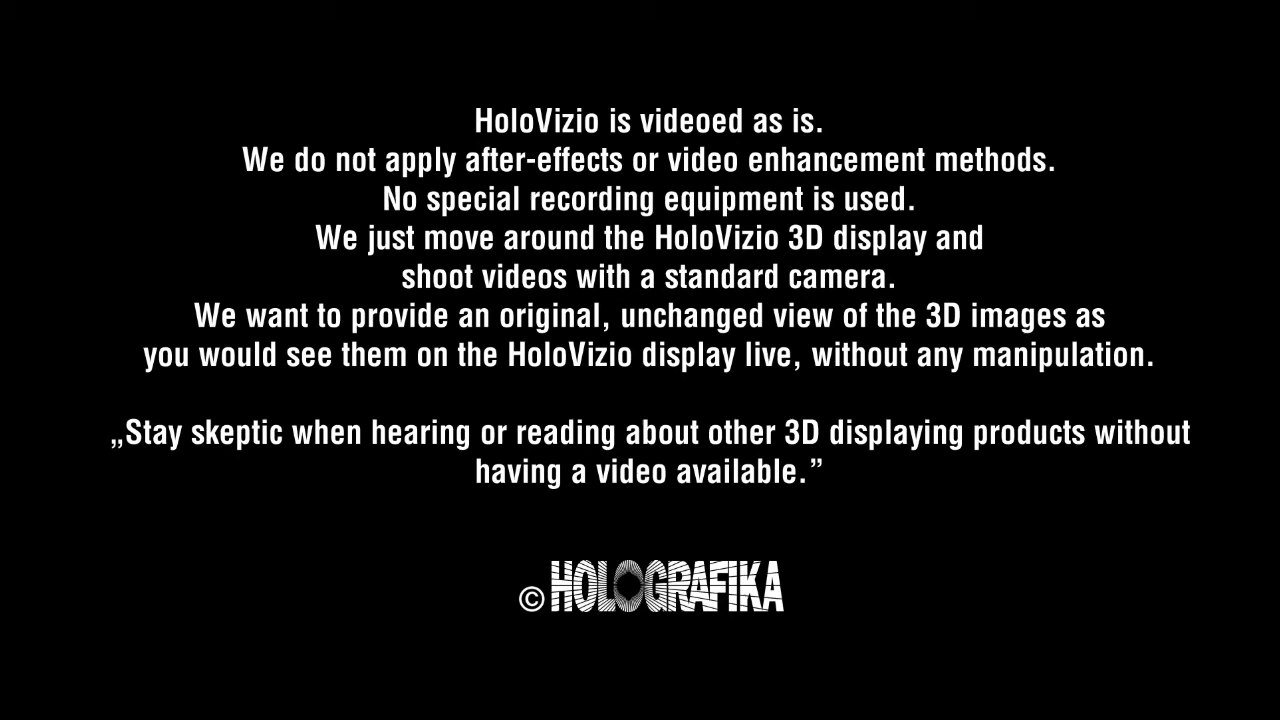 HoloVizio is videoed as is.
We do not apply after-effects or video enhancement methods.
No special recording equipment is used.
We just move around the HoloVizio 3D display and
shoot videos with a standard camera.
We want to provide an original, unchanged view of the 3D images as
you would see them on the HoloVizio display live, without any manipulation.
„Stay skeptic when hearing or reading about other 3D displaying products without
having a video available.”
© HOLOGRAFIKA